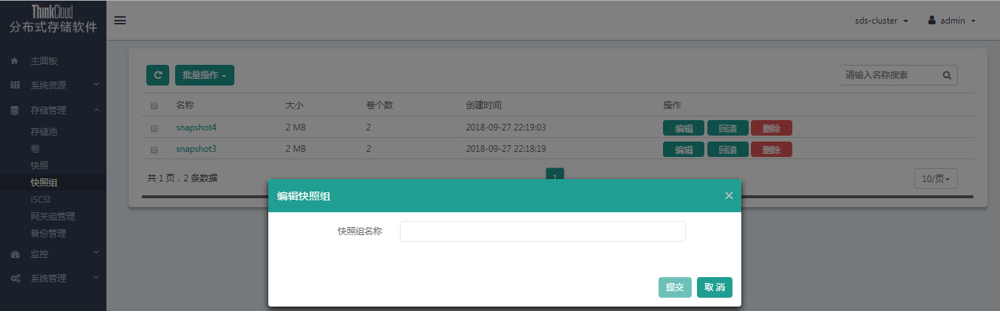 ThinkCloud
分布式存储软件
sds-cluster
admin
主面板
系统资源
存储管理
存储池
卷
快照
快照组
iSCSI
网关组管理
备份管理
监控
系统管理
批量操作
请输入名称搜索
名称 大小 卷个数 创建时间 操作
snapshot4 2 MB 2 2018-09-27 22:19:03 编辑 回滚 删除
snapshot3 2 MB 2 2018-09-27 22:18:19 编辑 回滚 删除
共 1 页，2 条数据 1 10/页
编辑快照组 ×
快照组名称
提交 取 消